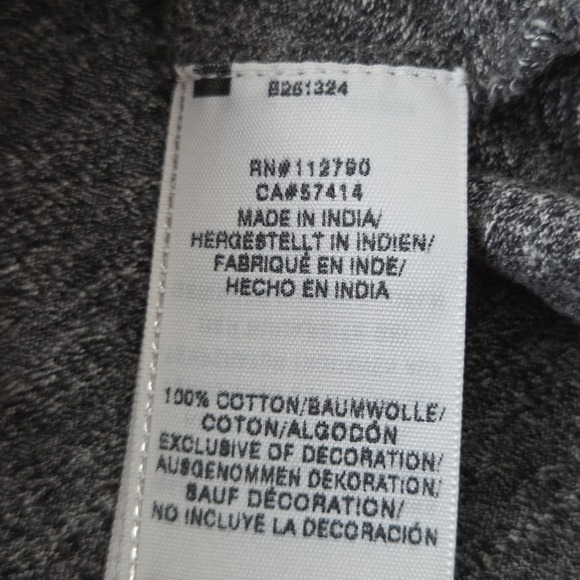 B261324
RN#112790
CA#57414
MADE IN INDIA/
HERGESTELLT IN INDIEN/
FABRIQUÉ EN INDE/
HECHO EN INDIA
100% COTTON/BAUMWOLLE/
COTON/ALGODÓN
EXCLUSIVE OF DECORATION/
AUSGENOMMEN DEKORATION/
SAUF DÉCORATION/
NO INCLUYE LA DECORACIÓN